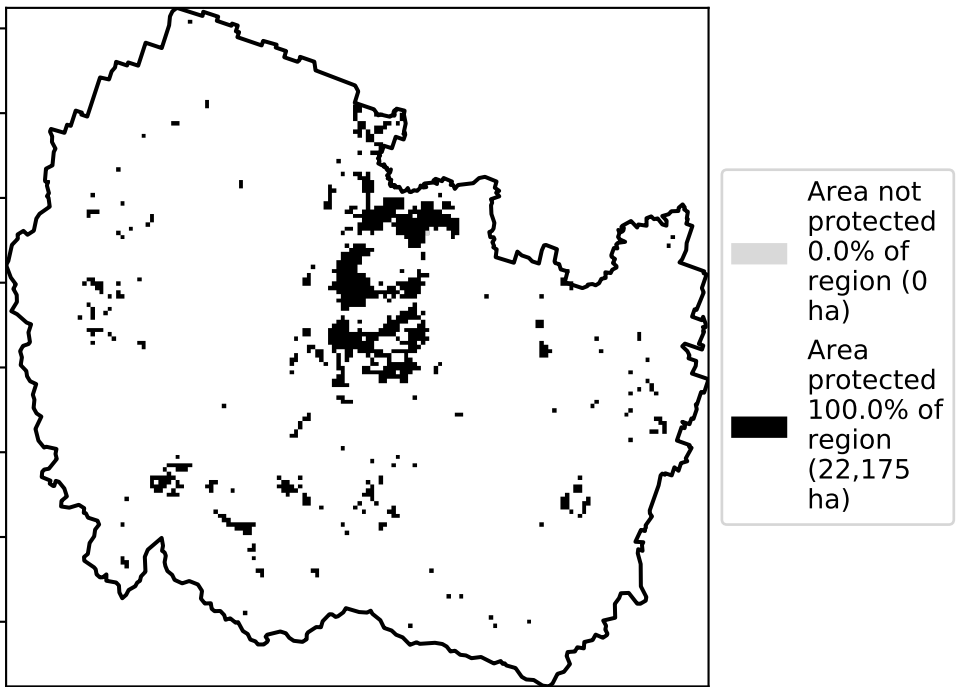 Area not
protected
0.0% of
region (0
ha)
Area
protected
100.0% of
region
(22,175
ha)